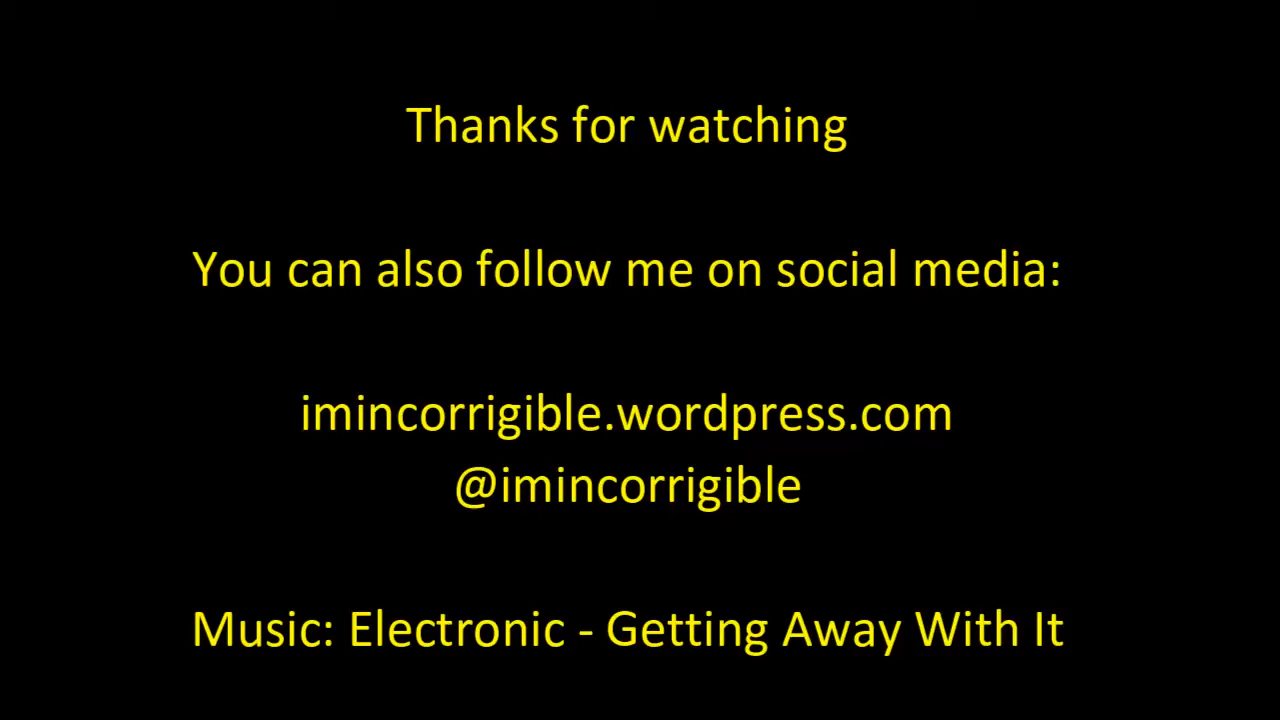 Thanks for watching
You can also follow me on social media:
imincorrigible.wordpress.com
@imincorrigible
Music: Electronic - Getting Away With It